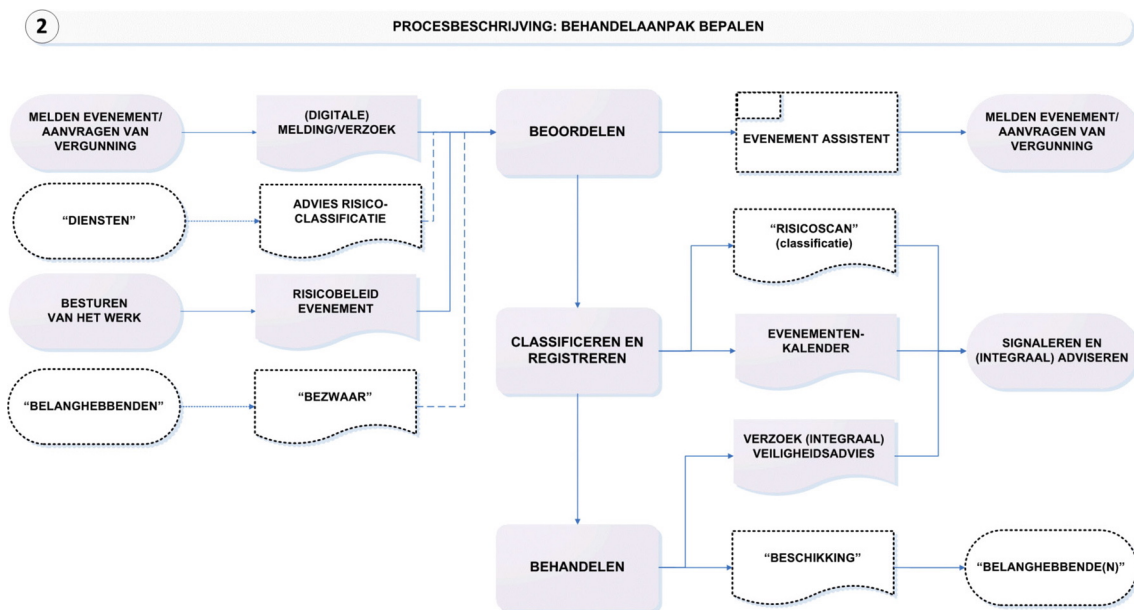 2
PROCESBESCHRIJVING: BEHANDELAANPAK BEPALEN
MELDEN EVENEMENT/
AANVRAGEN VAN
VERGUNNING
(DIGITALE)
MELDING/VERZOEK
BEOORDELEN
EVENEMENT ASSISTENT
MELDEN EVENEMENT/
AANVRAGEN VAN
VERGUNNING
“DIENSTEN”
ADVIES RISICO-
CLASSIFICATIE
“RISICOSCAN”
(classificatie)
BESTUREN
VAN HET WERK
RISICOBELEID
EVENEMENT
CLASSIFICEREN EN
REGISTREREN
EVENEMENTEN-
KALENDER
SIGNALEREN EN
(INTEGRAAL) ADVISEREN
“BELANGHEBBENDEN”
“BEZWAAR”
VERZOEK (INTEGRAAL)
VEILIGHEIDSADVIES
BEHANDELEN
“BESCHIKKING”
“BELANGHEBBENDE(N)”